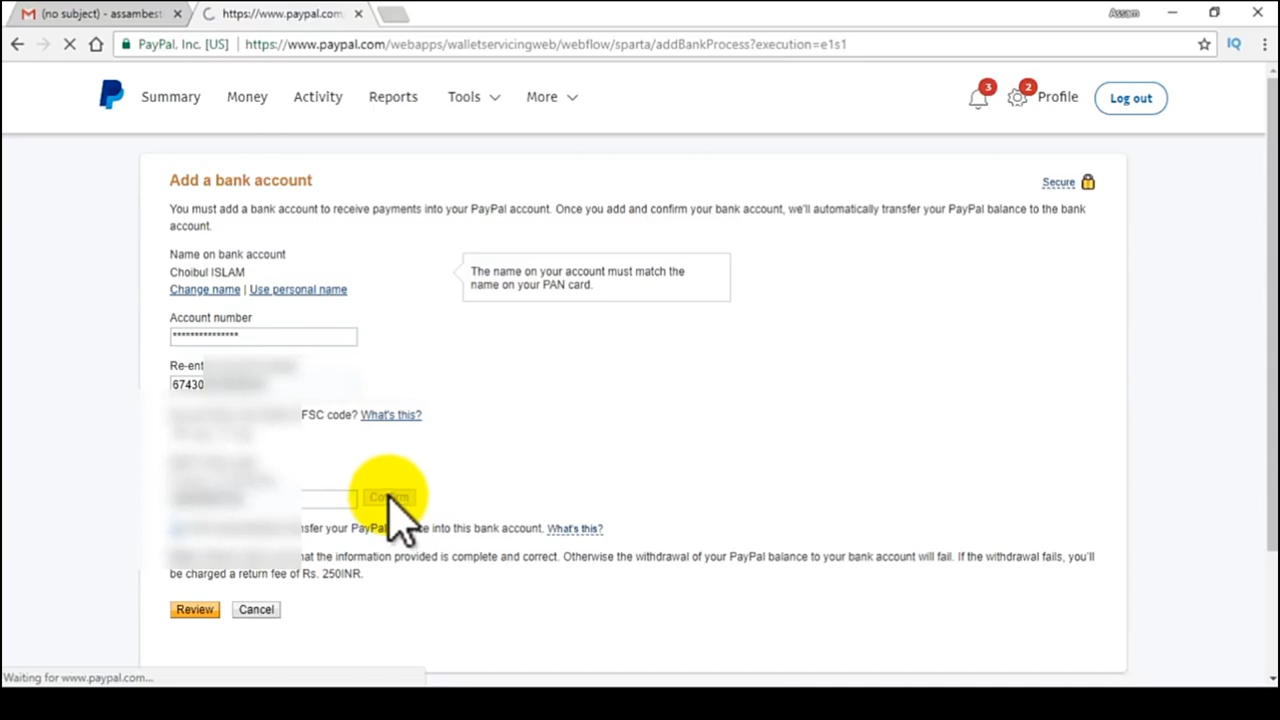 (no subject) - assambest
https://www.paypal.com
Assam
PayPal, Inc. [US]
https://www.paypal.com/webapps/walletservicingweb/webflow/sparta/addBankProcess?execution=e1s1
IQ
Summary Money Activity Reports Tools More
3
2
Profile
Log out
Add a bank account
Secure
You must add a bank account to receive payments into your PayPal account. Once you add and confirm your bank account, we'll automatically transfer your PayPal balance to the bank
account.
Name on bank account
Choibul ISLAM
The name on your account must match the
name on your PAN card.
Change name | Use personal name
Account number
***************
Re-ent
67430
FSC code? What's this?
Confirm
nsfer your PayPal ce into this bank account. What's this?
hat the information provided is complete and correct. Otherwise the withdrawal of your PayPal balance to your bank account will fail. If the withdrawal fails, you'll
be charged a return fee of Rs. 250INR.
Review Cancel
Waiting for www.paypal.com...